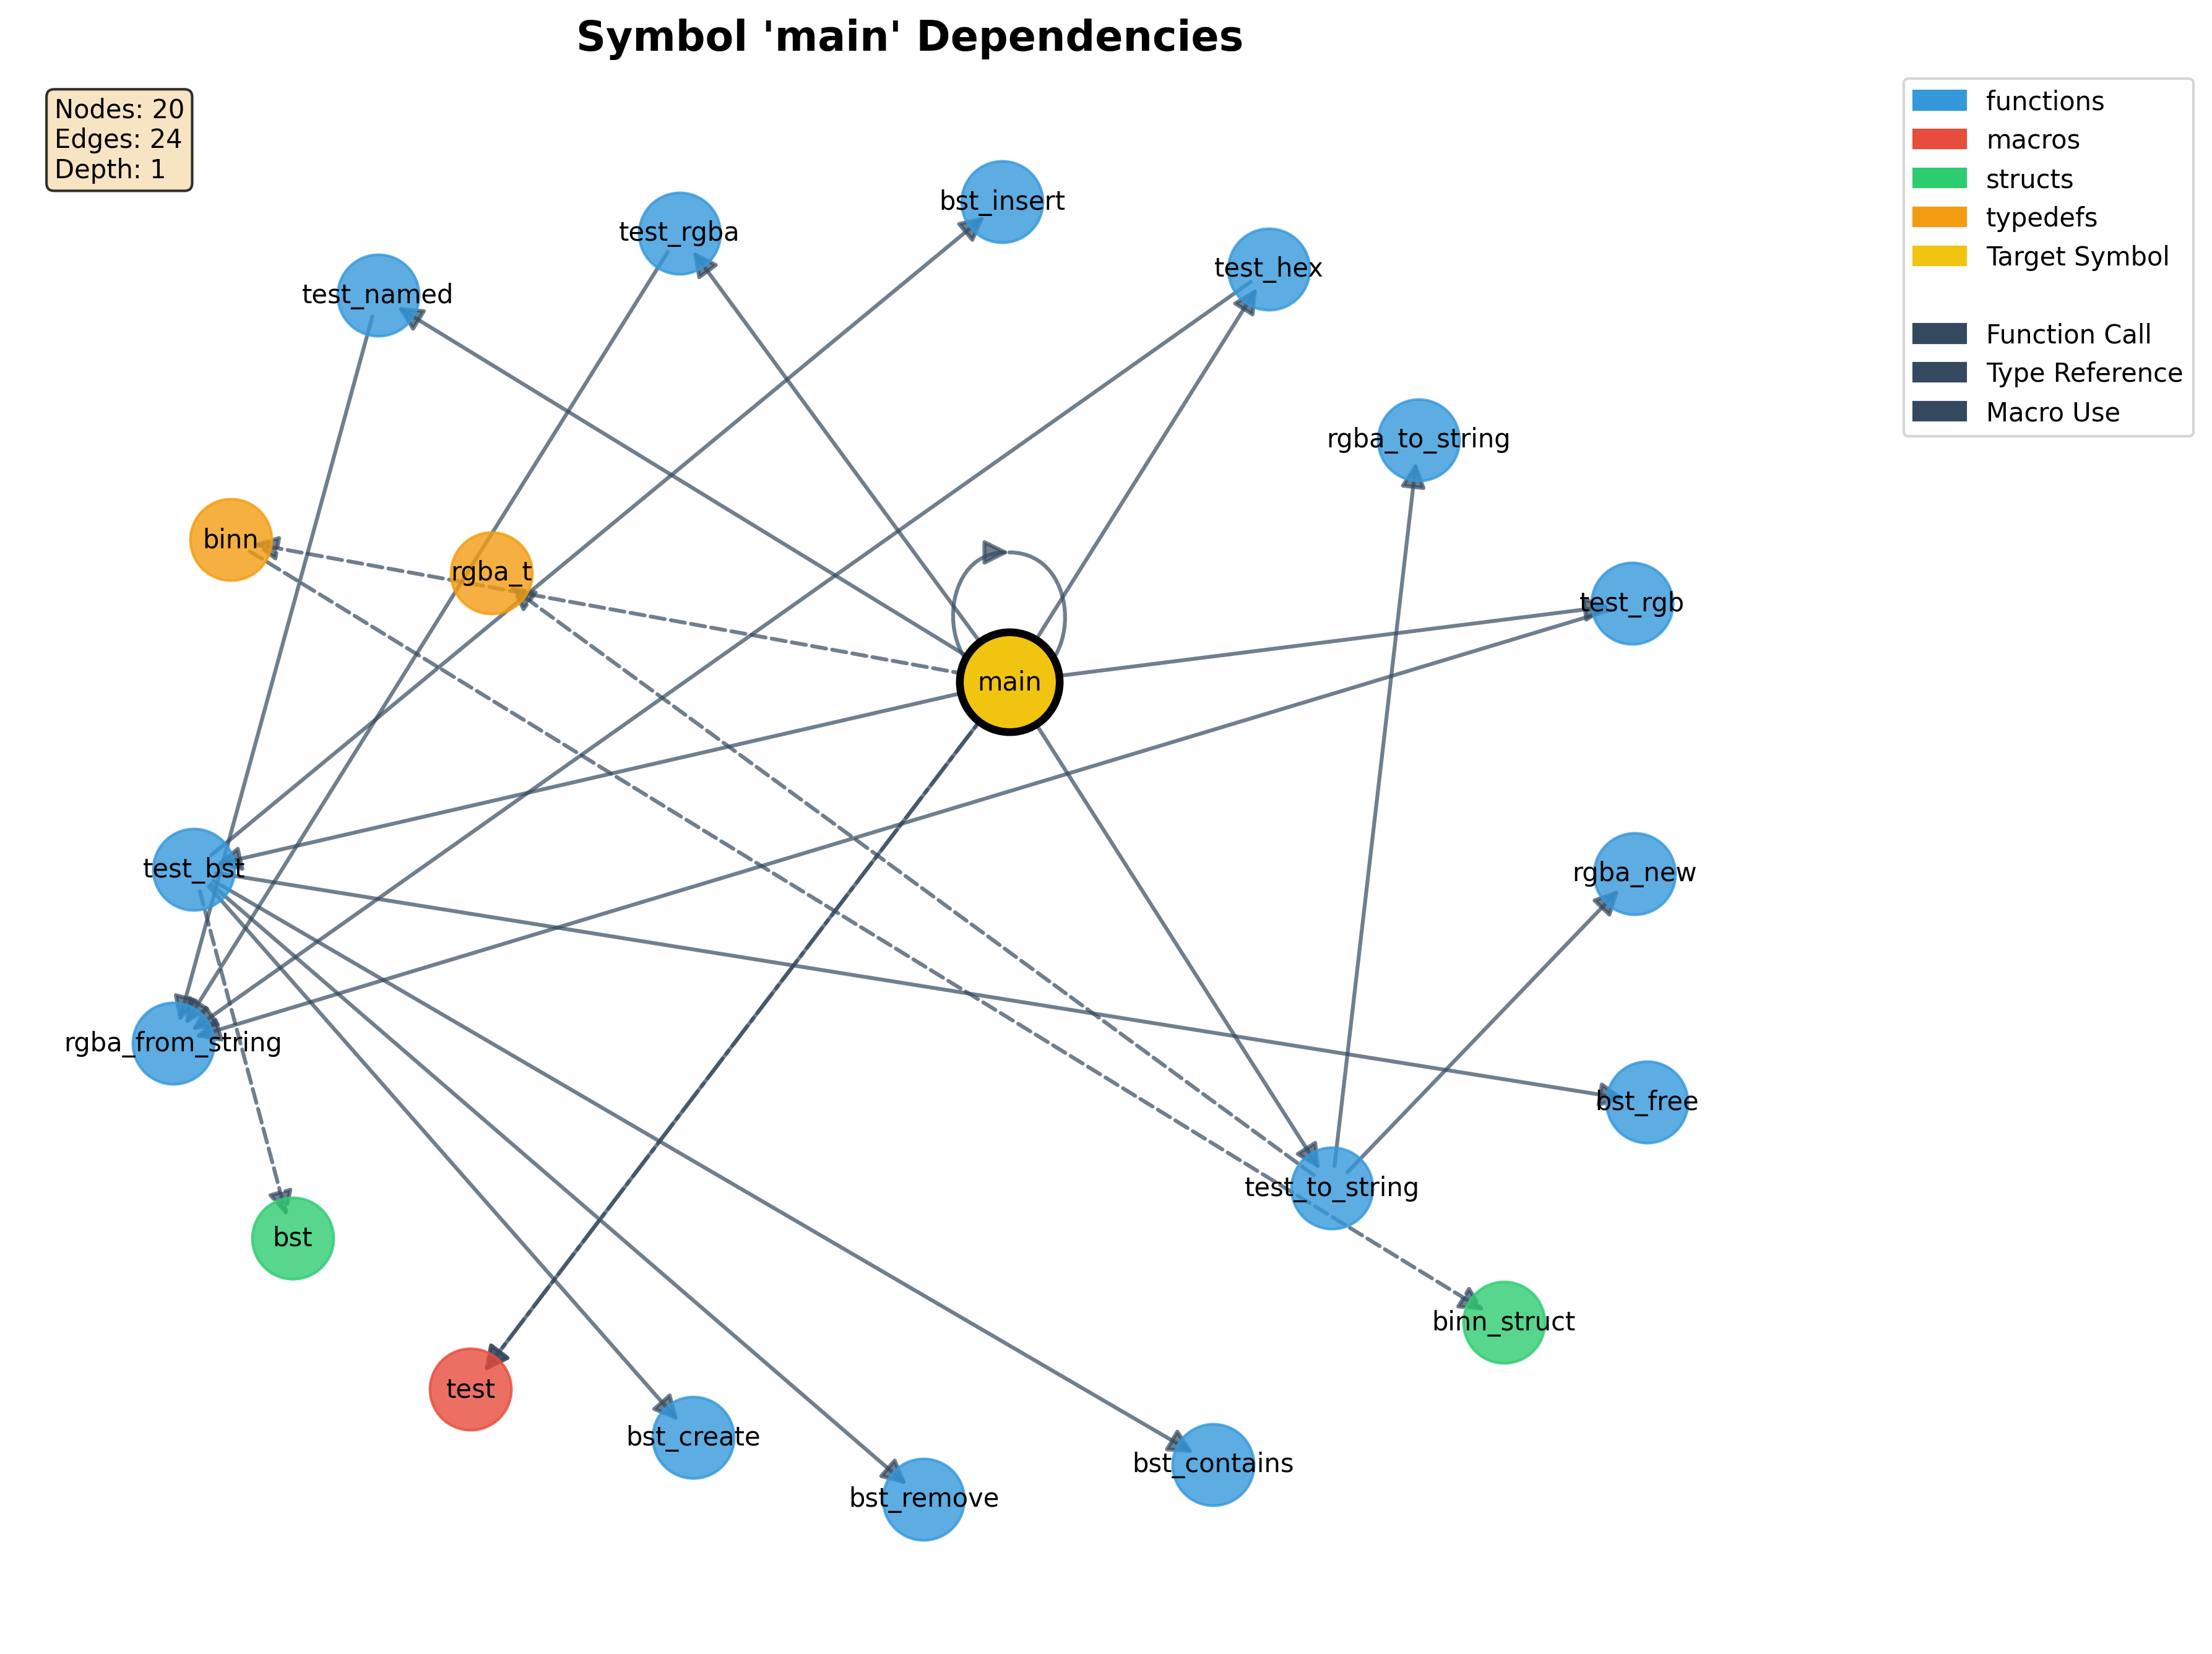 Symbol 'main' Dependencies
Nodes: 20
Edges: 24
Depth: 1
functions
macros
structs
typedefs
Target Symbol
Function Call
Type Reference
Macro Use
bst_insert
test_rgba
test_hex
test_named
rgba_to_string
binn
rgba_t
test_rgb
main
test_bst
rgba_new
rgba_from_string
bst_free
test_to_string
bst
binn_struct
test
bst_create
bst_contains
bst_remove